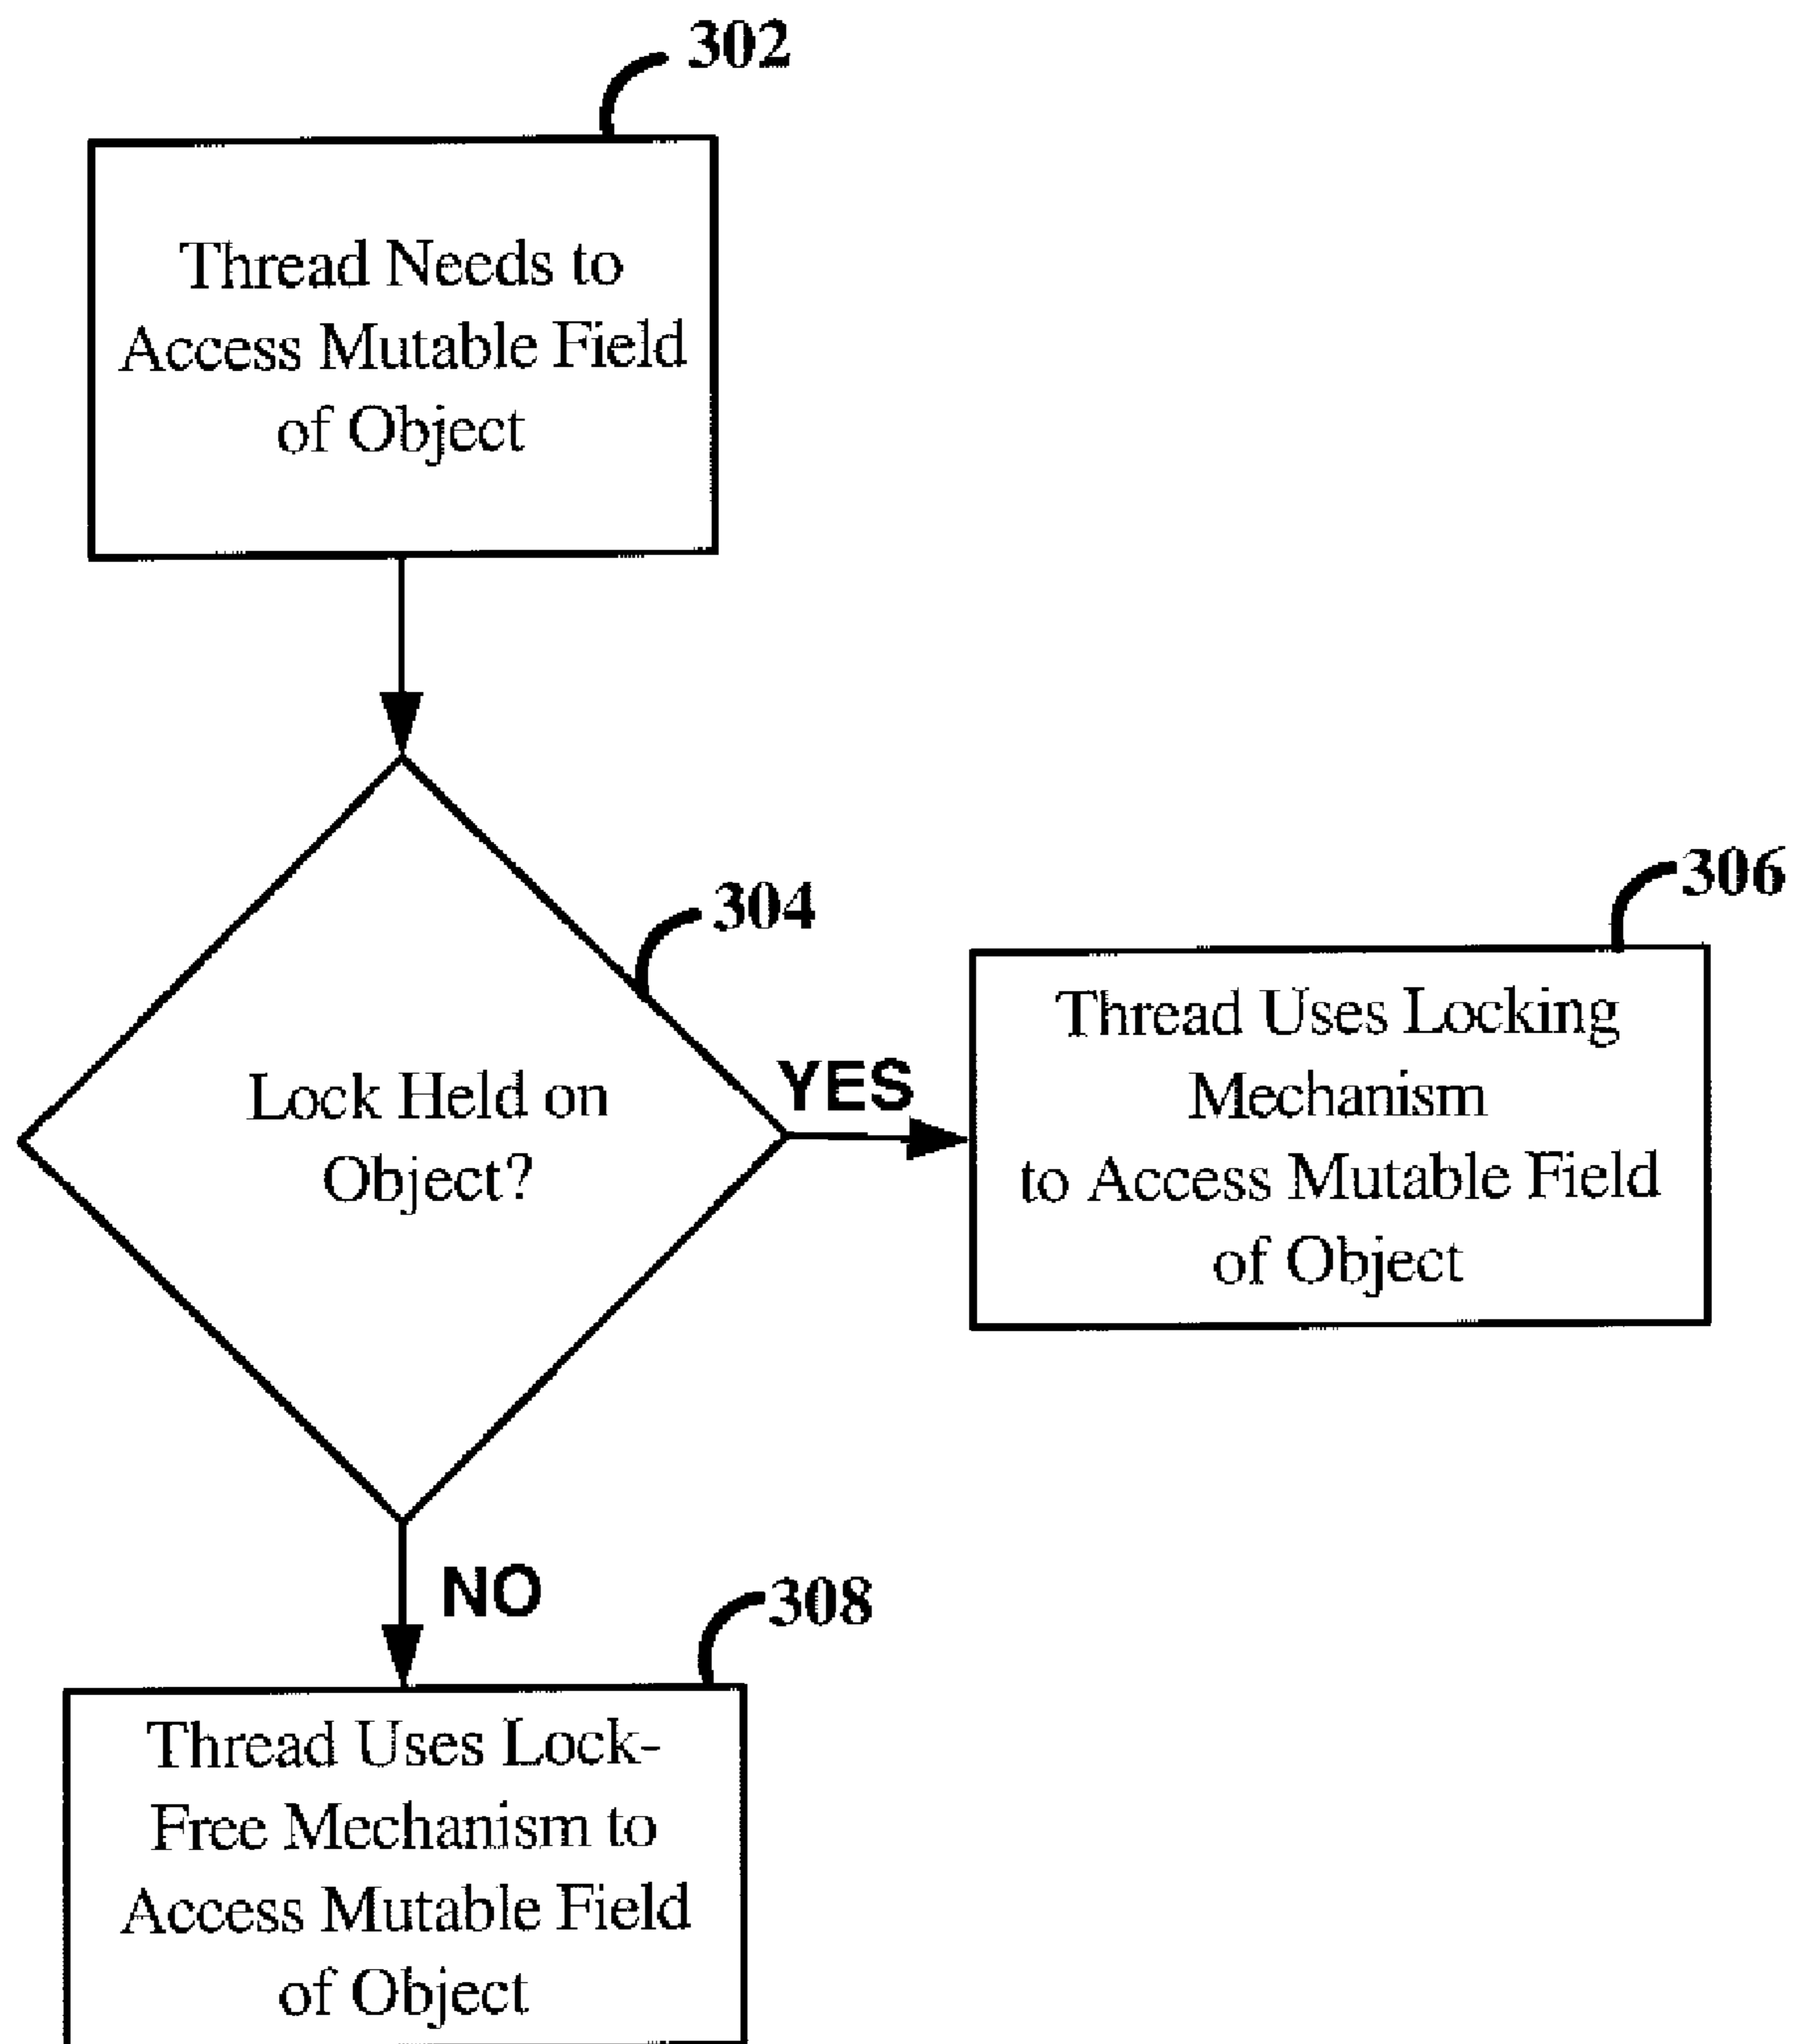 302
Thread Needs to
Access Mutable Field
of Object
304
Lock Held on
Object?
YES
306
Thread Uses Locking
Mechanism
to Access Mutable Field
of Object
NO
308
Thread Uses Lock-
Free Mechanism to
Access Mutable Field
of Object